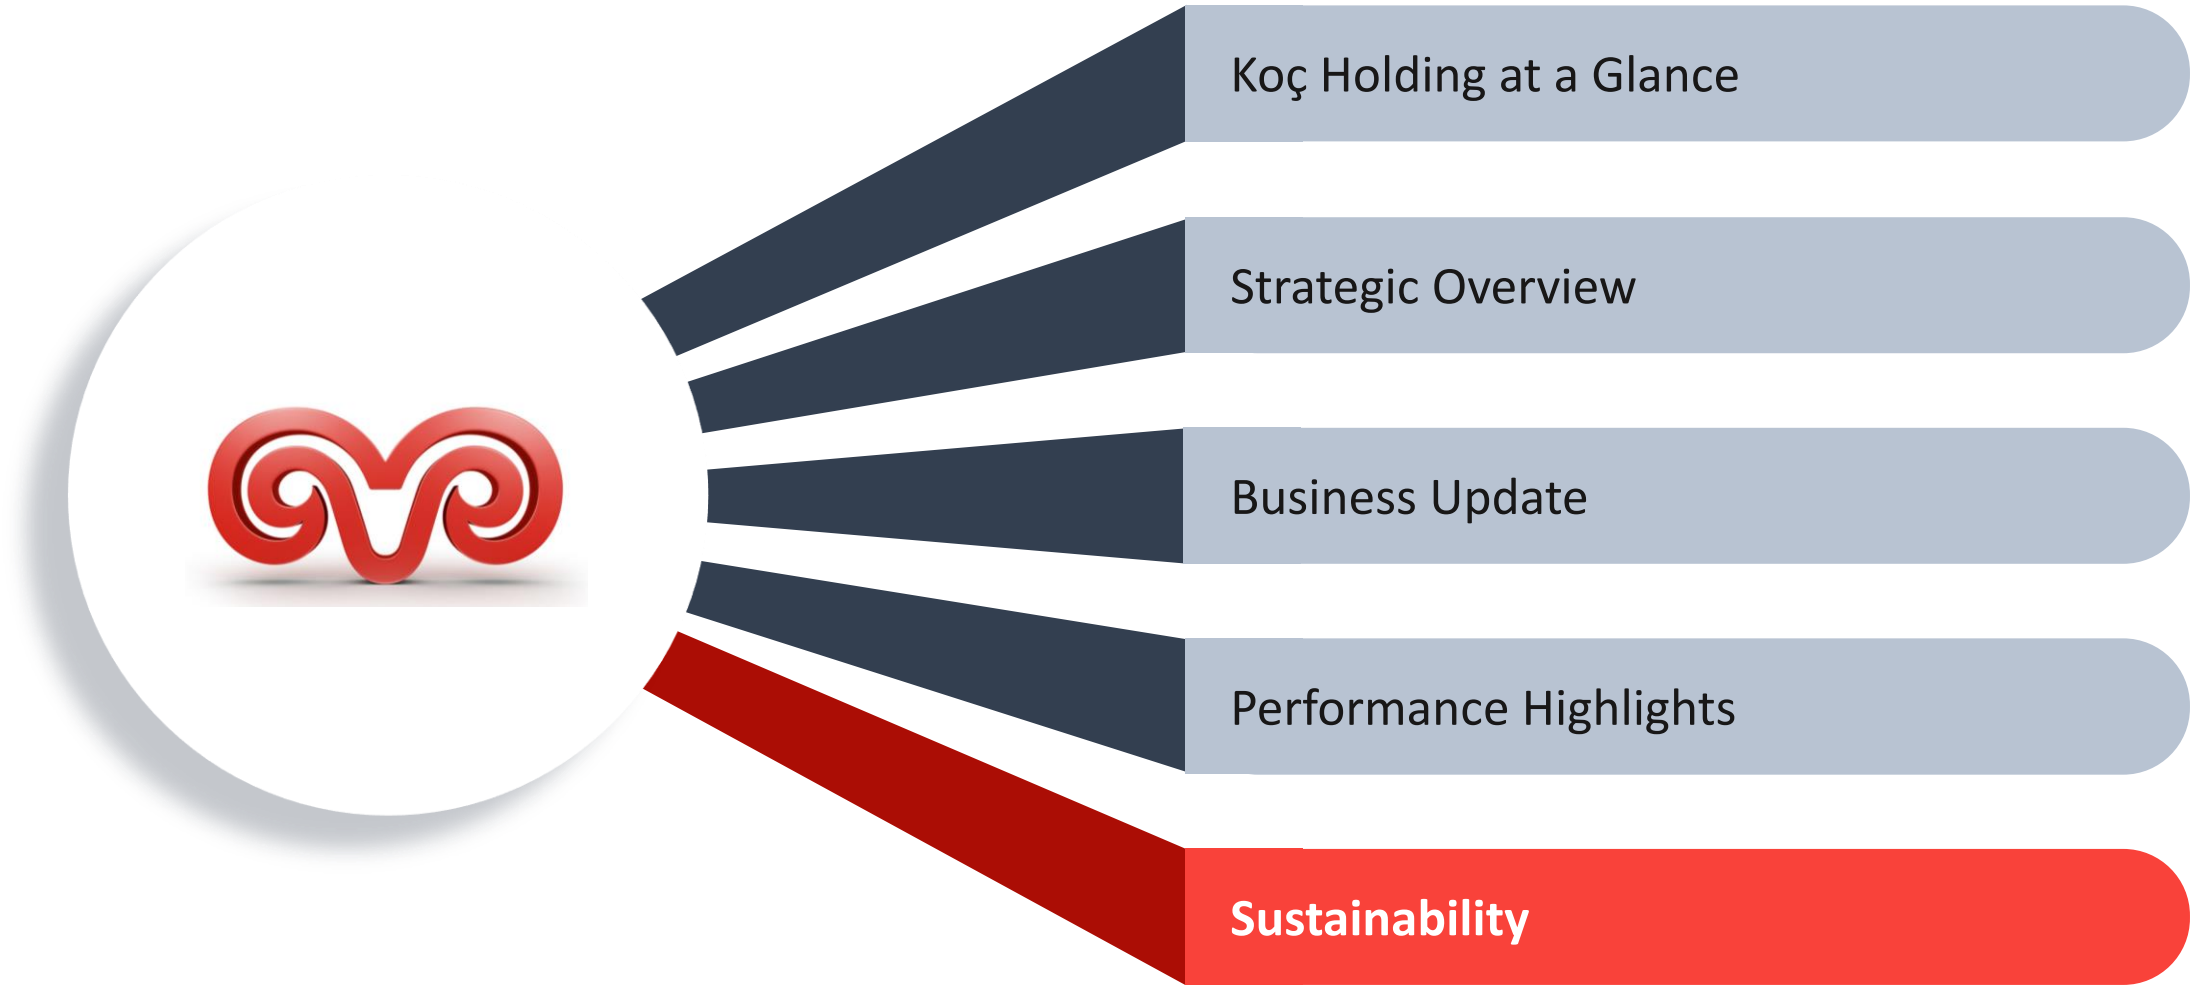 Koç Holding at a Glance
Strategic Overview
Business Update
Performance Highlights
Sustainability